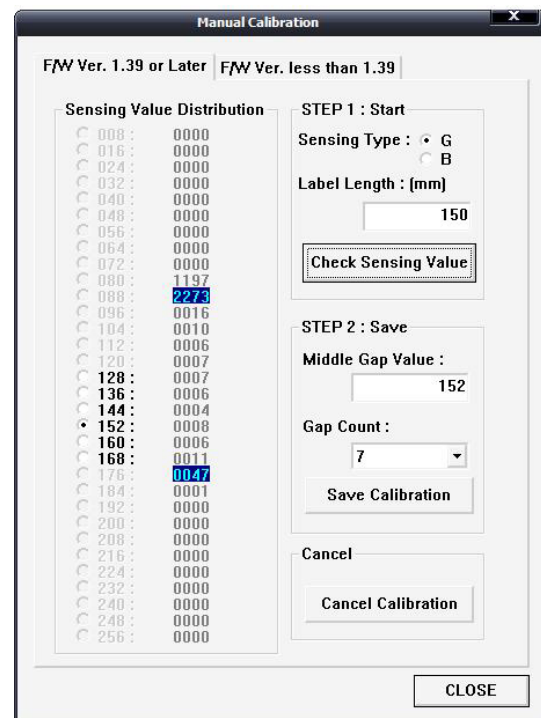 Manual Calibration
X
F/W Ver. 1.39 or Later
F/W Ver. less than 1.39
Sensing Value Distribution
008 : 0000
016 : 0000
024 : 0000
032 : 0000
040 : 0000
048 : 0000
056 : 0000
064 : 0000
072 : 0000
080 : 1197
088 : 2273
096 : 0016
104 : 0010
112 : 0006
120 : 0007
128 : 0007
136 : 0006
144 : 0004
152 : 0008
160 : 0006
168 : 0011
176 : 0047
184 : 0001
192 : 0000
200 : 0000
208 : 0000
216 : 0000
224 : 0000
232 : 0000
240 : 0000
248 : 0000
256 : 0000
STEP 1 : Start
Sensing Type : G
B
Label Length : (mm)
150
Check Sensing Value
STEP 2 : Save
Middle Gap Value :
152
Gap Count :
7
Save Calibration
Cancel
Cancel Calibration
CLOSE